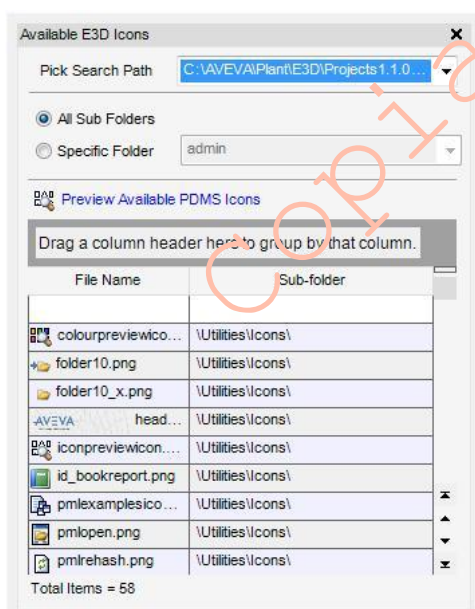 Available E3D Icons
Pick Search Path C:\AVEVA\Plant\E3D\Projects1.1.0...
All Sub Folders
Specific Folder admin
Preview Available PDMS Icons
Drag a column header here to group by that column.
File Name Sub-folder
colourpreviewico... \Utilities\Icons\
folder10.png \Utilities\Icons\
folder10_x.png \Utilities\Icons\
AVEVA head... \Utilities\Icons\
iconpreviewicon.... \Utilities\Icons\
id_bookreport.png \Utilities\Icons\
pmlexamplesico... \Utilities\Icons\
pmlopen.png \Utilities\Icons\
pmlrehash.png \Utilities\Icons\
Total Items = 58
Copia